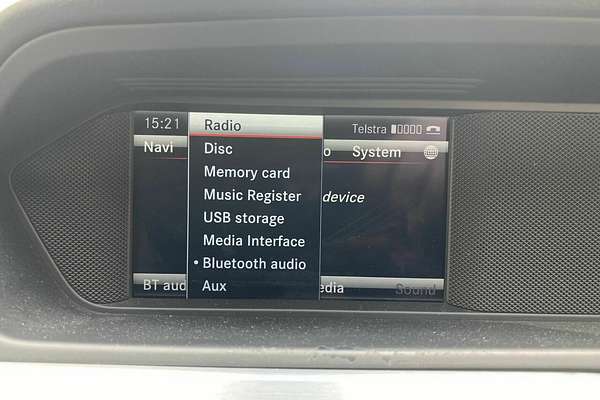 15:21 Radio Telstra
Navi o System
Disc
Memory card
Music Register
device
USB storage
Media Interface
• Bluetooth audio
BT aud edia Sound
Aux